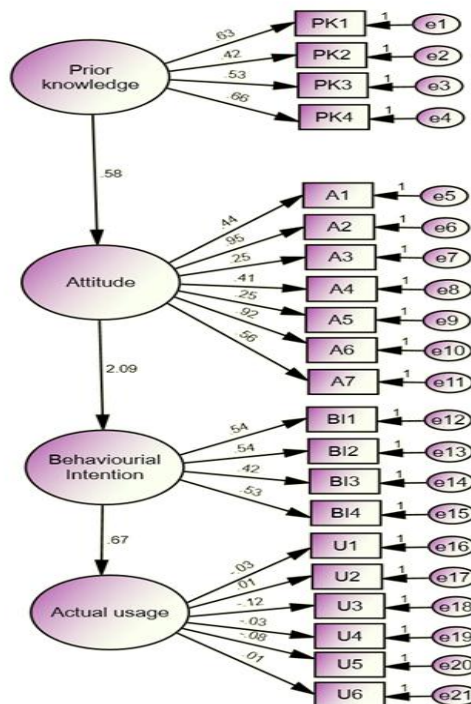 .63
PK1
1
e1
.42
PK2
1
e2
Prior
knowledge
.53
PK3
1
e3
.66
PK4
1
e4
.58
.44
A1
1
e5
.95
A2
1
e6
.25
A3
1
e7
Attitude
.41
A4
1
e8
.25
A5
1
e9
.92
A6
1
e10
.56
A7
1
e11
2.09
.54
BI1
1
e12
.54
BI2
1
e13
Behaviourial
Intention
.42
BI3
1
e14
.53
BI4
1
e15
.67
-.03
U1
1
e16
.01
U2
1
e17
Actual usage
-.12
U3
1
e18
-.03
U4
1
e19
-.08
U5
1
e20
.01
U6
1
e21